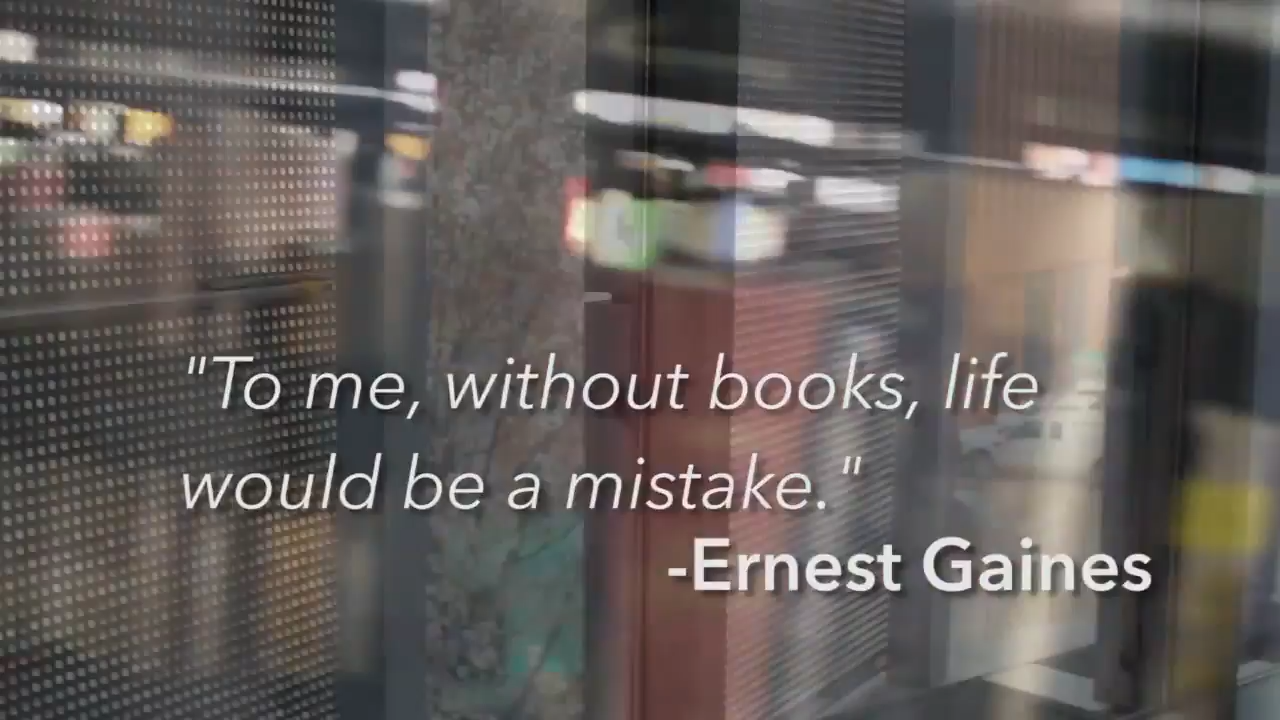 "To me, without books, life
would be a mistake."
-Ernest Gaines